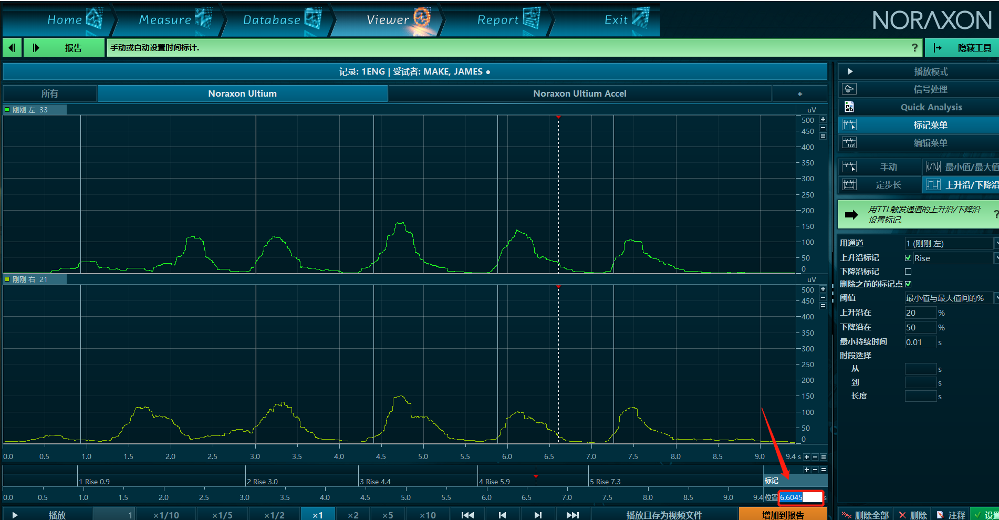 Home
Measure
Database
Viewer
Report
Exit
NORAXON
报告
手动或自动设置时间标计.
?
隐藏工具
记录: 1ENG | 受试者: MAKE, JAMES ●
所有
Noraxon Ultium
Noraxon Ultium Accel
+
刚刚 左 33
uV
500
450
400
350
300
250
200
150
100
50
0
刚刚 右 21
uV
500
450
400
350
300
250
200
150
100
50
0
0.0 0.5 1.0 1.5 2.0 2.5 3.0 3.5 4.0 4.5 5.0 5.5 6.0 6.5 7.0 7.5 8.0 8.5 9.0 9.4 s
1 Rise 0.9
2 Rise 3.0
3 Rise 4.4
4 Rise 5.9
5 Rise 7.3
标记
0.0 0.5 1.0 1.5 2.0 2.5 3.0 3.5 4.0 4.5 5.0 5.5 6.0 6.5 7.0 7.5 8.0 8.5 9.0 9.4
位置 6.6045 s
播放
1
×1/10
×1/5
×1/2
×1
×2
×5
×10
播放且存为视频文件
增加到报告
播放模式
信号处理
Quick Analysis
标记菜单
编辑菜单
手动
最小值/最大值
定步长
上升沿/下降沿
用TTL触发通道的上升沿/下降沿
设置标记.
?
用通道 1 (刚刚 左)
上升沿标记 Rise
下降沿标记
删除之前的标记点
阈值 最小值与最大值间的%
上升沿在 20 %
下降沿在 50 %
最小持续时间 0.01 s
时段选择
从 s
到 s
长度 s
删除全部
删除
注释
设置